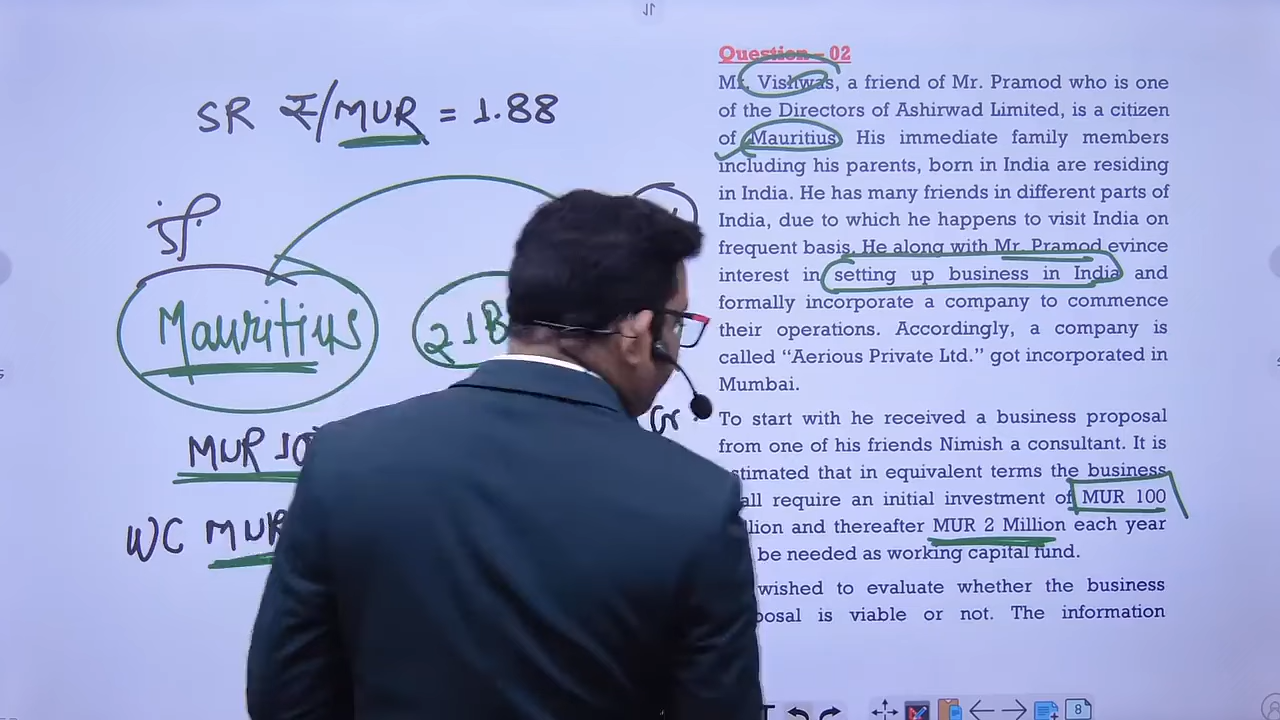 SR ₹/MUR = 1.88
Mauritius
MUR
WC MUR
Cr
Question – 02
Mr. Vishwas, a friend of Mr. Pramod who is one
of the Directors of Ashirwad Limited, is a citizen
of Mauritius. His immediate family members
including his parents, born in India are residing
in India. He has many friends in different parts of
India, due to which he happens to visit India on
frequent basis. He along with Mr. Pramod evince
interest in setting up business in India and
formally incorporate a company to commence
their operations. Accordingly, a company is
called “Aerious Private Ltd.” got incorporated in
Mumbai.
To start with he received a business proposal
from one of his friends Nimish a consultant. It is
stimated that in equivalent terms the business
all require an initial investment of MUR 100
llion and thereafter MUR 2 Million each year
be needed as working capital fund.
wished to evaluate whether the business
posal is viable or not. The information
8